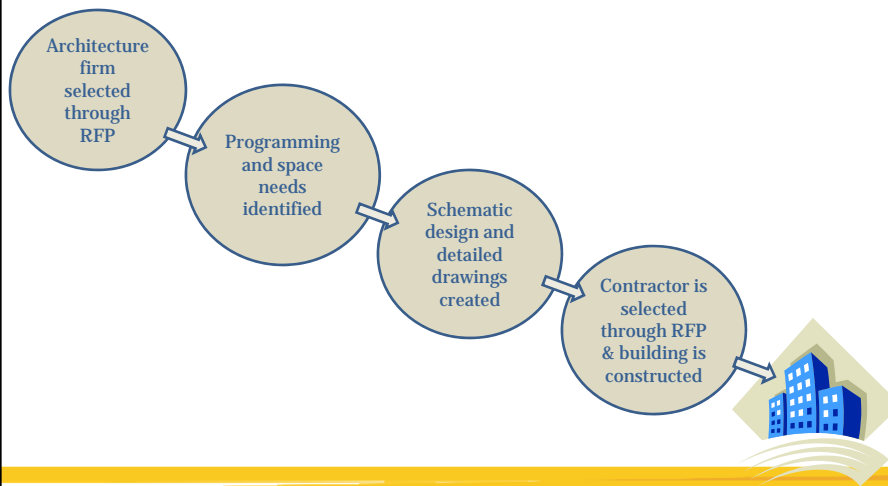 Architecture
firm
selected
through
RFP
Programming
and space
needs
identified
Schematic
design and
detailed
drawings
created
Contractor is
selected
through RFP
& building is
constructed